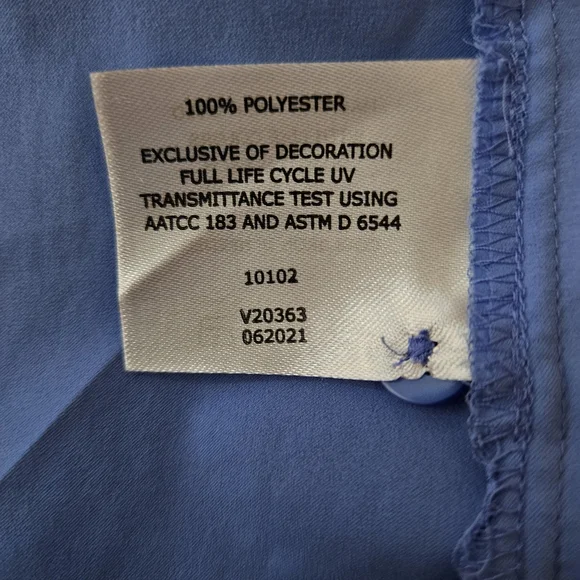 100% POLYESTER
EXCLUSIVE OF DECORATION
FULL LIFE CYCLE UV
TRANSMITTANCE TEST USING
AATCC 183 AND ASTM D 6544
10102
V20363
062021